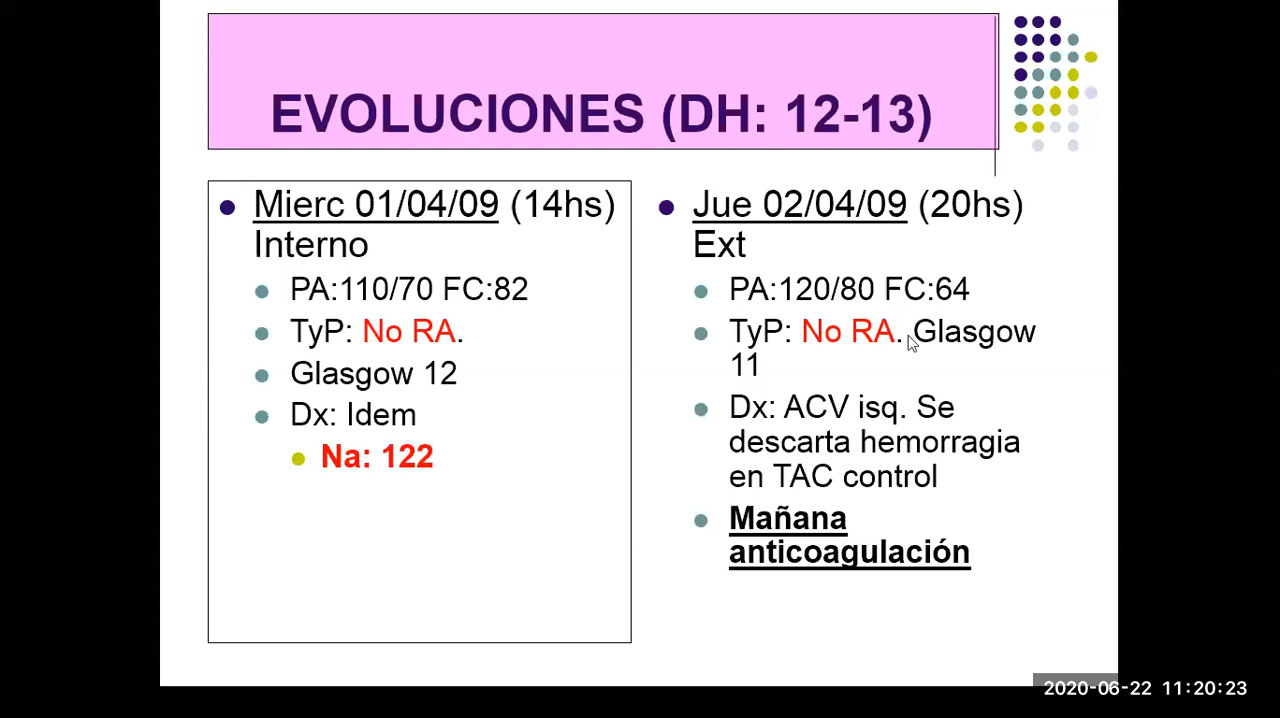 EVOLUCIONES (DH: 12-13)
Mierc 01/04/09 (14hs)
Interno
PA:110/70 FC:82
TyP: No RA.
Glasgow 12
Dx: Idem
Na: 122
Jue 02/04/09 (20hs)
Ext
PA:120/80 FC:64
TyP: No RA. Glasgow
11
Dx: ACV isq. Se
descarta hemorragia
en TAC control
Mañana
anticoagulación
2020-06-22 11:20:23